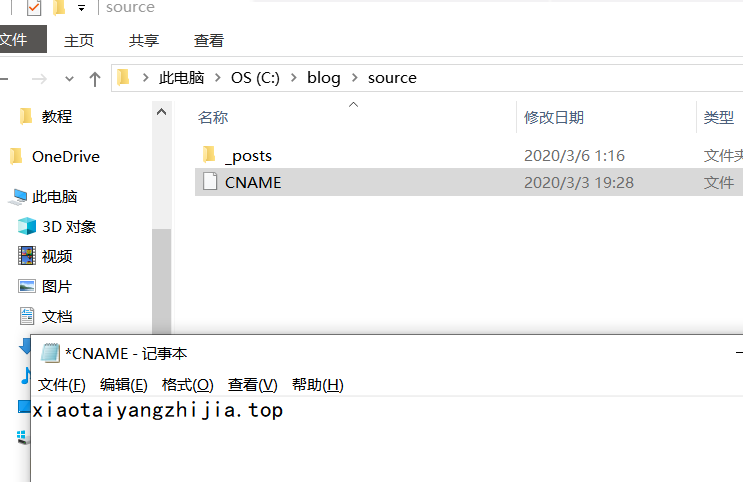 source
文件 主页 共享 查看
此电脑 OS (C:) blog source
名称 修改日期 类型
教程
OneDrive
此电脑
3D 对象
视频
图片
文档
_posts 2020/3/6 1:16 文件夹
CNAME 2020/3/3 19:28 文件
*CNAME - 记事本
文件(F) 编辑(E) 格式(O) 查看(V) 帮助(H)
xiaotaiyangzhijia.top